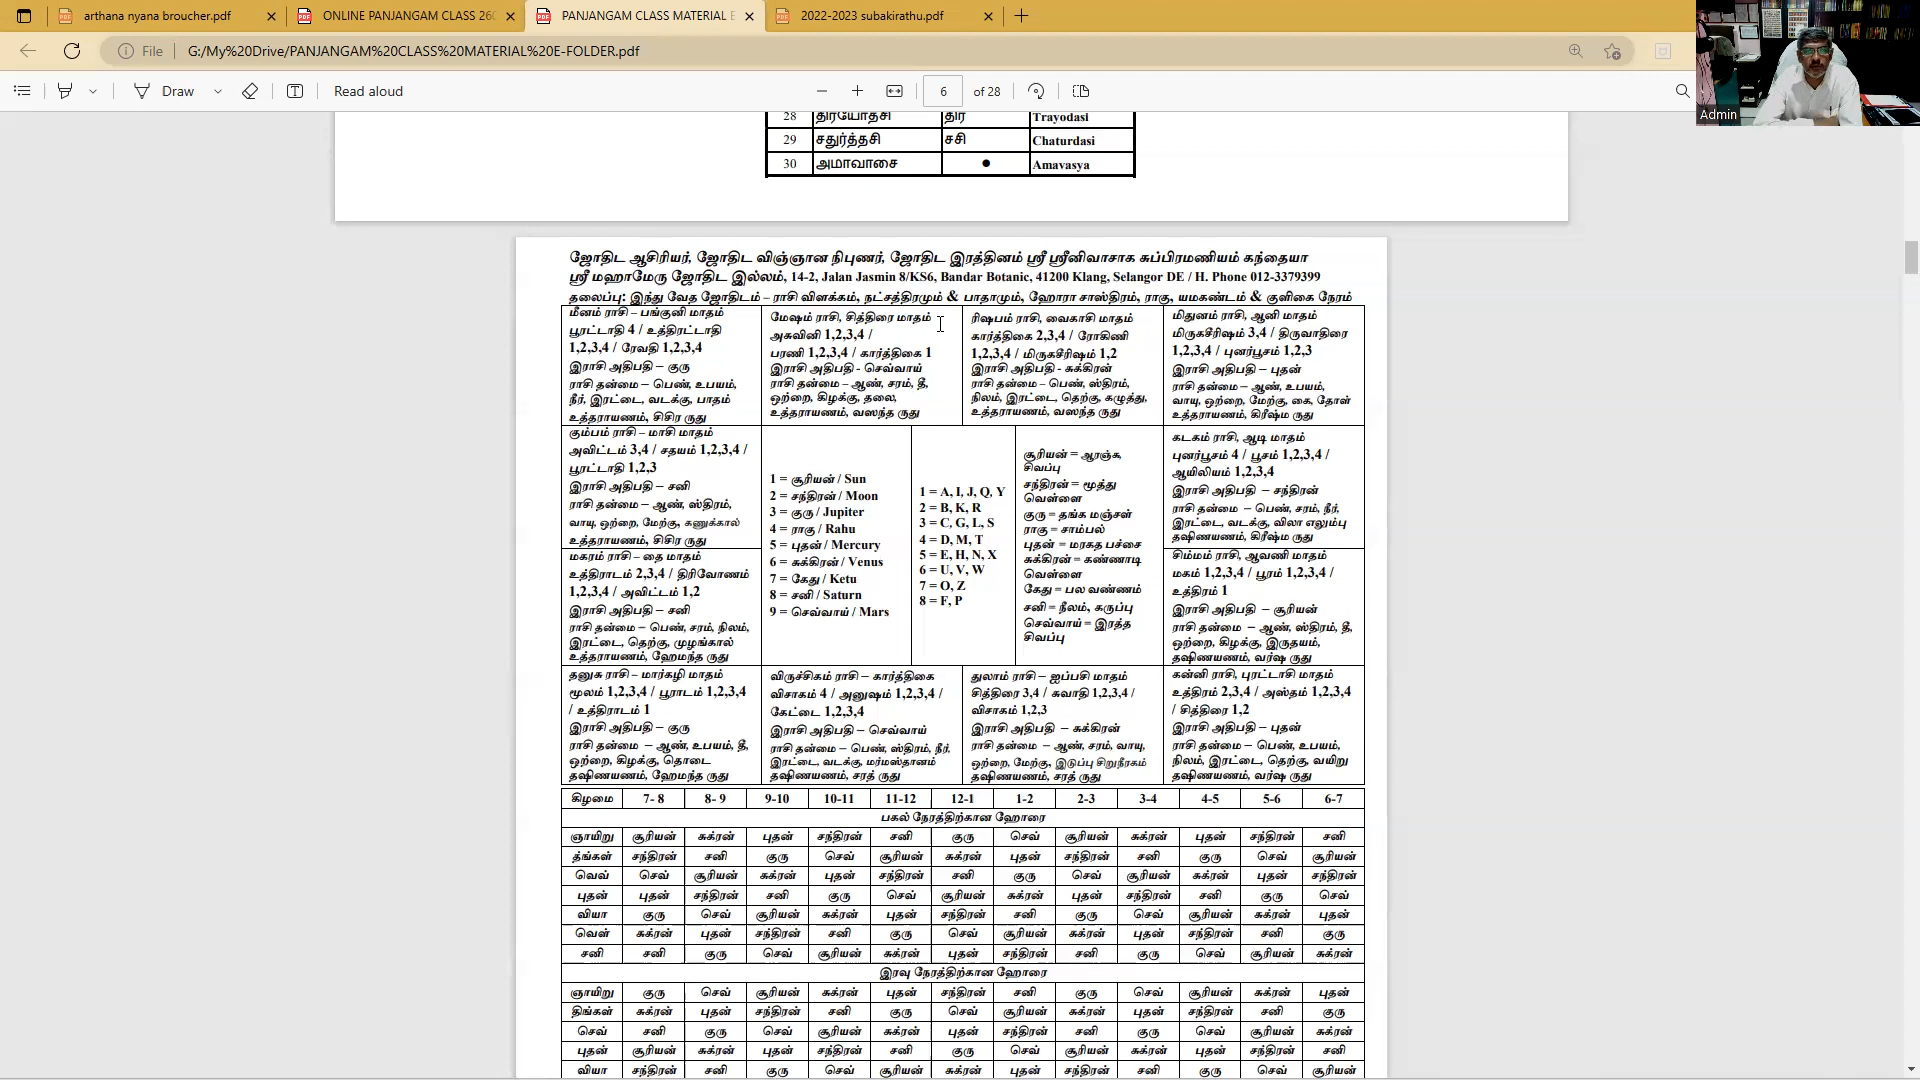 arthana nyana broucher.pdf
ONLINE PANJANGAM CLASS 260
PANJANGAM CLASS MATERIAL E
2022-2023 subakirathu.pdf
File
G:/My%20Drive/PANJANGAM%20CLASS%20MATERIAL%20E-FOLDER.pdf
Draw
Read aloud
6 of 28
Admin
28 திரயோதசி திர Trayodasi
29 சதுர்த்தசி சசி Chaturdasi
30 அமாவாசை ● Amavasya
ஜோதிட ஆசிரியர், ஜோதிட விஞ்ஞான நிபுணர், ஜோதிட இரத்தினம் ஸ்ரீ ஸ்ரீனிவாசாக சுப்பிரமணியம் கந்தையா
ஸ்ரீ மஹாமேரு ஜோதிட இல்லம், 14-2, Jalan Jasmin 8/KS6, Bandar Botanic, 41200 Klang, Selangor DE / H. Phone 012-3379399
தலைப்பு: இந்து வேத ஜோதிடம் – ராசி விளக்கம், நட்சத்திரமும் & பாதாமும், ஹோரா சாஸ்திரம், ராகு, யமகண்டம் & குளிகை நேரம்
மீனம் ராசி – பங்குனி மாதம்
பூரட்டாதி 4 / உத்திரட்டாதி
1,2,3,4 / ரேவதி 1,2,3,4
இராசி அதிபதி – குரு
ராசி தன்மை – பெண், உபயம்,
நீர், இரட்டை, வடக்கு, பாதம்
உத்தராயணம், சிசிர ருது
மேஷம் ராசி, சித்திரை மாதம்
அசுவினி 1,2,3,4 /
பரணி 1,2,3,4 / கார்த்திகை 1
இராசி அதிபதி - செவ்வாய்
ராசி தன்மை – ஆண், சரம், தீ,
ஒற்றை, கிழக்கு, தலை,
உத்தராயணம், வஸந்த ருது
ரிஷபம் ராசி, வைகாசி மாதம்
கார்த்திகை 2,3,4 / ரோகிணி
1,2,3,4 / மிருகசீரிஷம் 1,2
இராசி அதிபதி - சுக்கிரன்
ராசி தன்மை – பெண், ஸ்திரம்,
நிலம், இரட்டை, தெற்கு, கழுத்து,
உத்தராயணம், வஸந்த ருது
மிதுனம் ராசி, ஆனி மாதம்
மிருகசீரிஷம் 3,4 / திருவாதிரை
1,2,3,4 / புனர்பூசம் 1,2,3
இராசி அதிபதி – புதன்
ராசி தன்மை – ஆண், உபயம்,
வாயு, ஒற்றை, மேற்கு, கை, தோள்
உத்தராயணம், கிரீஷ்ம ருது
கும்பம் ராசி – மாசி மாதம்
அவிட்டம் 3,4 / சதயம் 1,2,3,4 /
பூரட்டாதி 1,2,3
இராசி அதிபதி – சனி
ராசி தன்மை – ஆண், ஸ்திரம்,
வாயு, ஒற்றை, மேற்கு, கணுக்கால்
உத்தராயணம், சிசிர ருது
1 = சூரியன் / Sun
2 = சந்திரன் / Moon
3 = குரு / Jupiter
4 = ராகு / Rahu
5 = புதன் / Mercury
6 = சுக்கிரன் / Venus
7 = கேது / Ketu
8 = சனி / Saturn
9 = செவ்வாய் / Mars
1 = A, I, J, Q, Y
2 = B, K, R
3 = C, G, L, S
4 = D, M, T
5 = E, H, N, X
6 = U, V, W
7 = O, Z
8 = F, P
சூரியன் = ஆரஞ்சு,
சிவப்பு
சந்திரன் = முத்து
வெள்ளை
குரு = தங்க மஞ்சள்
ராகு = சாம்பல்
புதன் = மரகத பச்சை
சுக்கிரன் = கண்ணாடி
வெள்ளை
கேது = பல வண்ணம்
சனி = நீலம், கருப்பு
செவ்வாய் = இரத்த
சிவப்பு
கடகம் ராசி, ஆடி மாதம்
புனர்பூசம் 4 / பூசம் 1,2,3,4 /
ஆயிலியம் 1,2,3,4
இராசி அதிபதி – சந்திரன்
ராசி தன்மை – பெண், சரம், நீர்,
இரட்டை, வடக்கு, விலா எலும்பு
தஷிணயணம், கிரீஷ்ம ருது
மகரம் ராசி – தை மாதம்
உத்திராடம் 2,3,4 / திரிவோணம்
1,2,3,4 / அவிட்டம் 1,2
இராசி அதிபதி – சனி
ராசி தன்மை – பெண், சரம், நிலம்,
இரட்டை, தெற்கு, முழங்கால்
உத்தராயணம், ஹேமந்த ருது
சிம்மம் ராசி, ஆவணி மாதம்
மகம் 1,2,3,4 / பூரம் 1,2,3,4 /
உத்திரம் 1
இராசி அதிபதி – சூரியன்
ராசி தன்மை – ஆண், ஸ்திரம், தீ,
ஒற்றை, கிழக்கு, இருதயம்,
தஷிணயணம், வர்ஷ ருது
தனுசு ராசி – மார்கழி மாதம்
மூலம் 1,2,3,4 / பூராடம் 1,2,3,4
/ உத்திராடம் 1
இராசி அதிபதி – குரு
ராசி தன்மை – ஆண், உபயம், தீ,
ஒற்றை, கிழக்கு, தொடை
தஷிணயணம், ஹேமந்த ருது
விருச்சிகம் ராசி – கார்த்திகை
விசாகம் 4 / அனுஷம் 1,2,3,4 /
கேட்டை 1,2,3,4
இராசி அதிபதி – செவ்வாய்
ராசி தன்மை – பெண், ஸ்திரம், நீர்,
இரட்டை, வடக்கு, மர்மஸ்தானம்
தஷிணயணம், சரத் ருது
துலாம் ராசி – ஐப்பசி மாதம்
சித்திரை 3,4 / சுவாதி 1,2,3,4 /
விசாகம் 1,2,3
இராசி அதிபதி – சுக்கிரன்
ராசி தன்மை – ஆண், சரம், வாயு,
ஒற்றை, மேற்கு, இடுப்பு சிறுநீரகம்
தஷிணயணம், சரத் ருது
கன்னி ராசி, புரட்டாசி மாதம்
உத்திரம் 2,3,4 / அஸ்தம் 1,2,3,4
/ சித்திரை 1,2
இராசி அதிபதி – புதன்
ராசி தன்மை – பெண், உபயம்,
நிலம், இரட்டை, தெற்கு, வயிறு
தஷிணயணம், வர்ஷ ருது
கிழமை 7- 8 8- 9 9-10 10-11 11-12 12-1 1-2 2-3 3-4 4-5 5-6 6-7
பகல் நேரத்திற்கான ஹோரை
ஞாயிறு சூரியன் சுக்ரன் புதன் சந்திரன் சனி குரு செவ் சூரியன் சுக்ரன் புதன் சந்திரன் சனி
த்ங்கள் சந்திரன் சனி குரு செவ் சூரியன் சுக்ரன் புதன் சந்திரன் சனி குரு செவ் சூரியன்
வெவ் செவ் சூரியன் சுக்ரன் புதன் சந்திரன் சனி குரு செவ் சூரியன் சுக்ரன் புதன் சந்திரன்
புதன் புதன் சந்திரன் சனி குரு செவ் சூரியன் சுக்ரன் புதன் சந்திரன் சனி குரு செவ்
வியா குரு செவ் சூரியன் சுக்ரன் புதன் சந்திரன் சனி குரு செவ் சூரியன் சுக்ரன் புதன்
வெள் சுக்ரன் புதன் சந்திரன் சனி குரு செவ் சூரியன் சுக்ரன் புதன் சந்திரன் சனி குரு
சனி சனி குரு செவ் சூரியன் சுக்ரன் புதன் சந்திரன் சனி குரு செவ் சூரியன் சுக்ரன்
இரவு நேரத்திற்கான ஹோரை
ஞாயிறு குரு செவ் சூரியன் சுக்ரன் புதன் சந்திரன் சனி குரு செவ் சூரியன் சுக்ரன் புதன்
திங்கள் சுக்ரன் புதன் சந்திரன் சனி குரு செவ் சூரியன் சுக்ரன் புதன் சந்திரன் சனி குரு
செவ் சனி குரு செவ் சூரியன் சுக்ரன் புதன் சந்திரன் சனி குரு செவ் சூரியன் சுக்ரன்
புதன் சூரியன் சுக்ரன் புதன் சந்திரன் சனி குரு செவ் சூரியன் சுக்ரன் புதன் சந்திரன் சனி
வியா சந்திரன் சனி குரு செவ் சூரியன் சுக்ரன் புதன் சந்திரன் சனி குரு செவ் சூரியன்